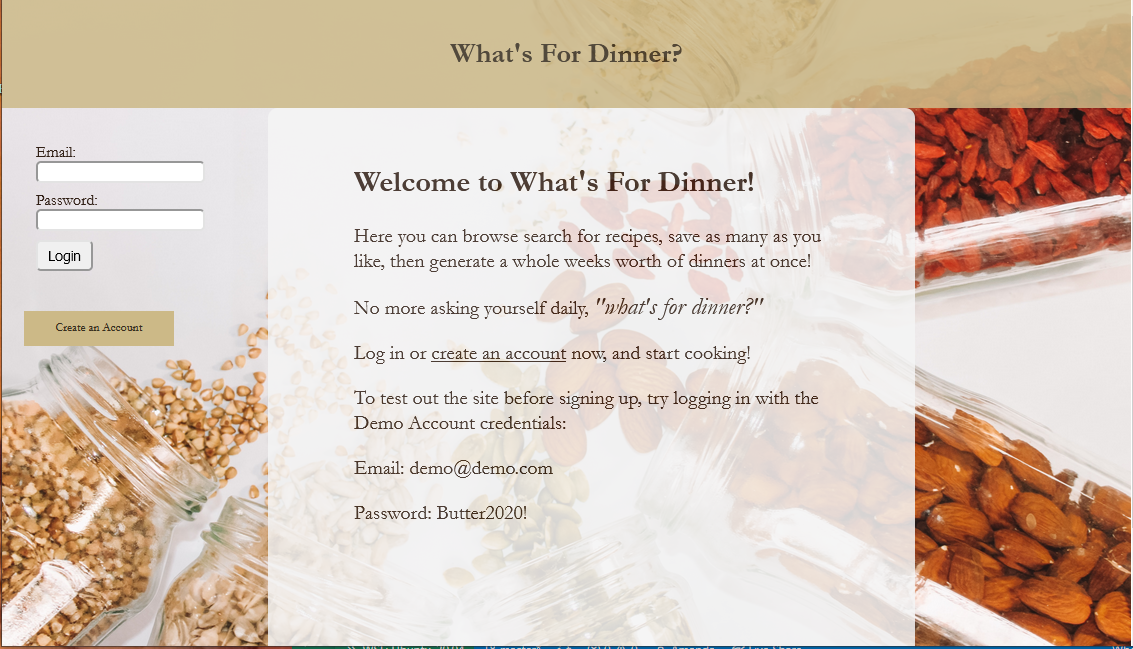 What's For Dinner?
Email:
Password:
Login
Create an Account
Welcome to What's For Dinner!
Here you can browse search for recipes, save as many as you
like, then generate a whole weeks worth of dinners at once!
No more asking yourself daily, "what's for dinner?"
Log in or create an account now, and start cooking!
To test out the site before signing up, try logging in with the
Demo Account credentials:
Email: demo@demo.com
Password: Butter2020!